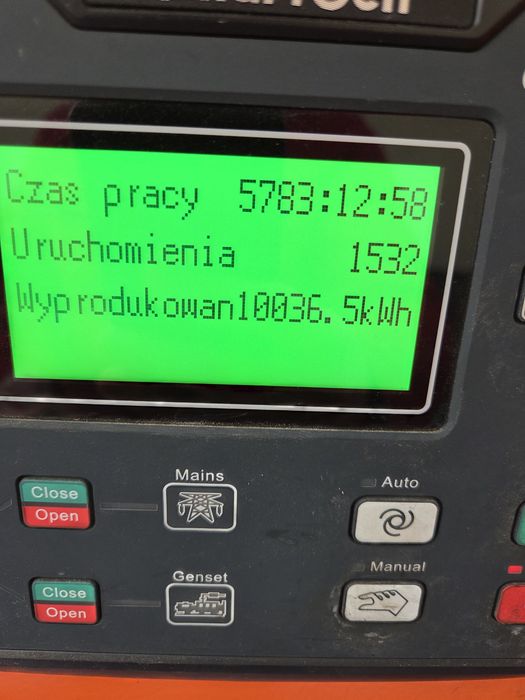 Czas pracy 5783:12:58
Uruchomienia 1532
Wyprodukowan10036.5kWh
Mains
Auto
Close
Open
Genset
Manual
Close
Open